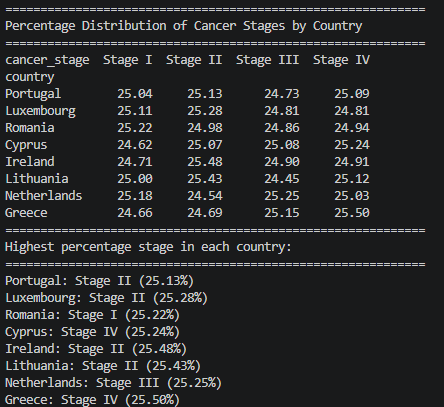 ============================================================
Percentage Distribution of Cancer Stages by Country
============================================================
cancer_stage  Stage I  Stage II  Stage III  Stage IV
country
Portugal        25.04     25.13      24.73     25.09
Luxembourg      25.11     25.28      24.81     24.81
Romania         25.22     24.98      24.86     24.94
Cyprus          24.62     25.07      25.08     25.24
Ireland         24.71     25.48      24.90     24.91
Lithuania       25.00     25.43      24.45     25.12
Netherlands     25.18     24.54      25.25     25.03
Greece          24.66     24.69      25.15     25.50
============================================================
Highest percentage stage in each country:
============================================================
Portugal: Stage II (25.13%)
Luxembourg: Stage II (25.28%)
Romania: Stage I (25.22%)
Cyprus: Stage IV (25.24%)
Ireland: Stage II (25.48%)
Lithuania: Stage II (25.43%)
Netherlands: Stage III (25.25%)
Greece: Stage IV (25.50%)